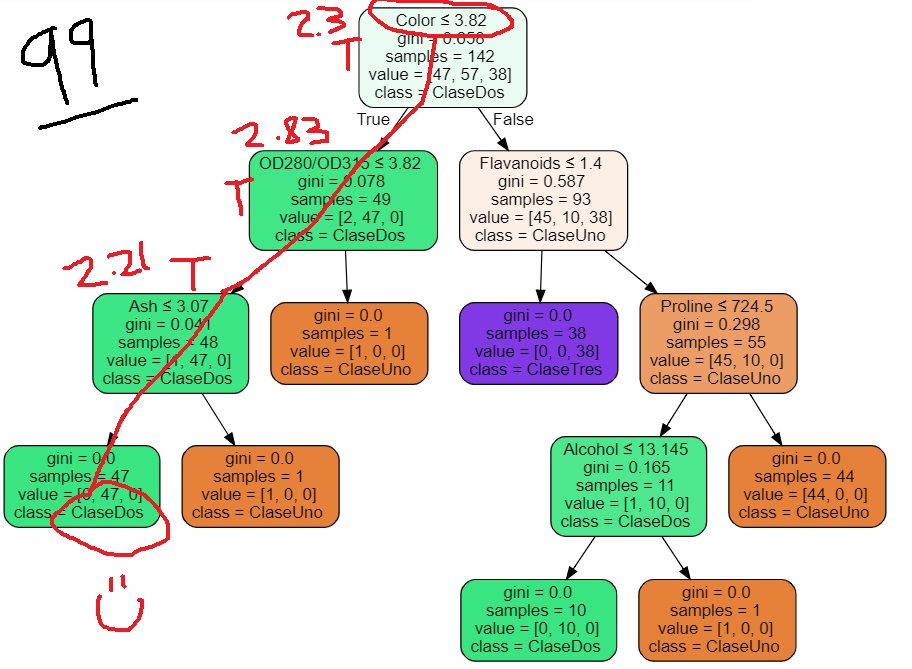 99
2.3
T
Color ≤ 3.82
gini = 0.658
samples = 142
value = [47, 57, 38]
class = ClaseDos
True
False
2.83
T
OD280/OD315 ≤ 3.82
gini = 0.078
samples = 49
value = [2, 47, 0]
class = ClaseDos
Flavanoids ≤ 1.4
gini = 0.587
samples = 93
value = [45, 10, 38]
class = ClaseUno
2.21 T
Ash ≤ 3.07
gini = 0.041
samples = 48
value = [1, 47, 0]
class = ClaseDos
gini = 0.0
samples = 1
value = [1, 0, 0]
class = ClaseUno
gini = 0.0
samples = 38
value = [0, 0, 38]
class = ClaseTres
Proline ≤ 724.5
gini = 0.298
samples = 55
value = [45, 10, 0]
class = ClaseUno
gini = 0.0
samples = 47
value = [0, 47, 0]
class = ClaseDos
gini = 0.0
samples = 1
value = [1, 0, 0]
class = ClaseUno
Alcohol ≤ 13.145
gini = 0.165
samples = 11
value = [1, 10, 0]
class = ClaseDos
gini = 0.0
samples = 44
value = [44, 0, 0]
class = ClaseUno
gini = 0.0
samples = 10
value = [0, 10, 0]
class = ClaseDos
gini = 0.0
samples = 1
value = [1, 0, 0]
class = ClaseUno